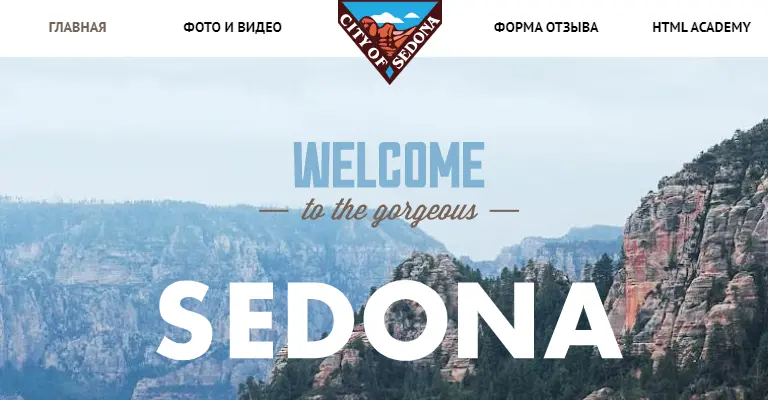 ГЛАВНАЯ
ФОТО И ВИДЕО
CITY OF SEDONA
ФОРМА ОТЗЫВА
HTML ACADEMY
WELCOME
to the gorgeous
SEDONA